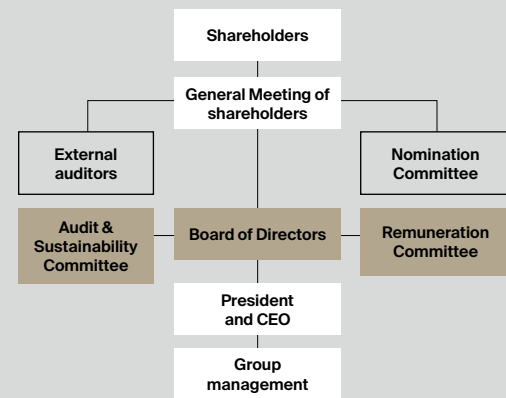 Shareholders
General Meeting of
shareholders
External
auditors
Nomination
Committee
Audit &
Sustainability
Committee
Board of Directors
Remuneration
Committee
President
and CEO
Group
management